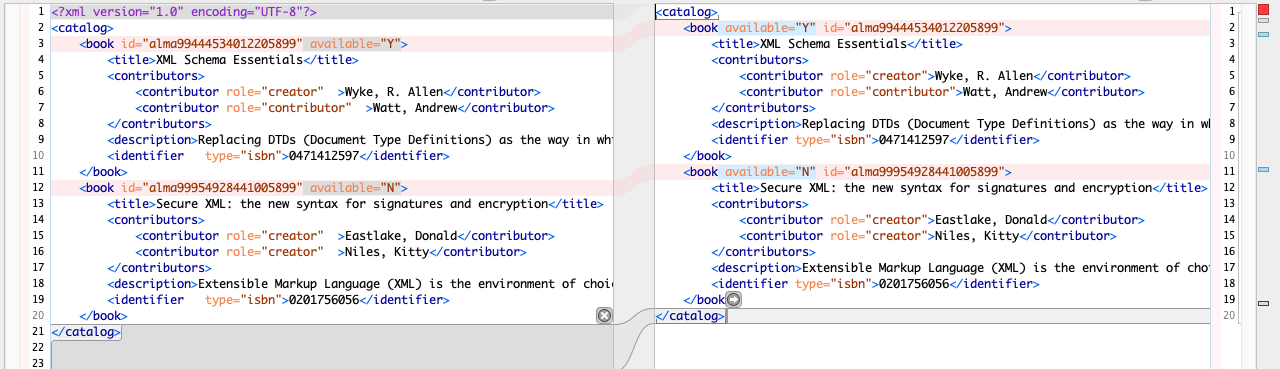 1 <?xml version="1.0" encoding="UTF-8"?>
2 <catalog>
3 <book id="alma99444534012205899" available="Y">
4 <title>XML Schema Essentials</title>
5 <contributors>
6 <contributor role="creator"  >Wyke, R. Allen</contributor>
7 <contributor role="contributor"  >Watt, Andrew</contributor>
8 </contributors>
9 <description>Replacing DTDs (Document Type Definitions) as the way in whi
10 <identifier   type="isbn">0471412597</identifier>
11 </book>
12 <book id="alma99954928441005899" available="N">
13 <title>Secure XML: the new syntax for signatures and encryption</title>
14 <contributors>
15 <contributor role="creator"  >Eastlake, Donald</contributor>
16 <contributor role="creator"  >Niles, Kitty</contributor>
17 </contributors>
18 <description>Extensible Markup Language (XML) is the environment of choi
19 <identifier   type="isbn">0201756056</identifier>
20 </book>
21 </catalog>
22
23
<catalog> 1
<book available="Y" id="alma99444534012205899"> 2
<title>XML Schema Essentials</title> 3
<contributors> 4
<contributor role="creator">Wyke, R. Allen</contributor> 5
<contributor role="contributor">Watt, Andrew</contributor> 6
</contributors> 7
<description>Replacing DTDs (Document Type Definitions) as the way in wh 8
<identifier type="isbn">0471412597</identifier> 9
</book> 10
<book available="N" id="alma99954928441005899"> 11
<title>Secure XML: the new syntax for signatures and encryption</title> 12
<contributors> 13
<contributor role="creator">Eastlake, Donald</contributor> 14
<contributor role="creator">Niles, Kitty</contributor> 15
</contributors> 16
<description>Extensible Markup Language (XML) is the environment of choi 17
<identifier type="isbn">0201756056</identifier> 18
</book 19
</catalog> 20